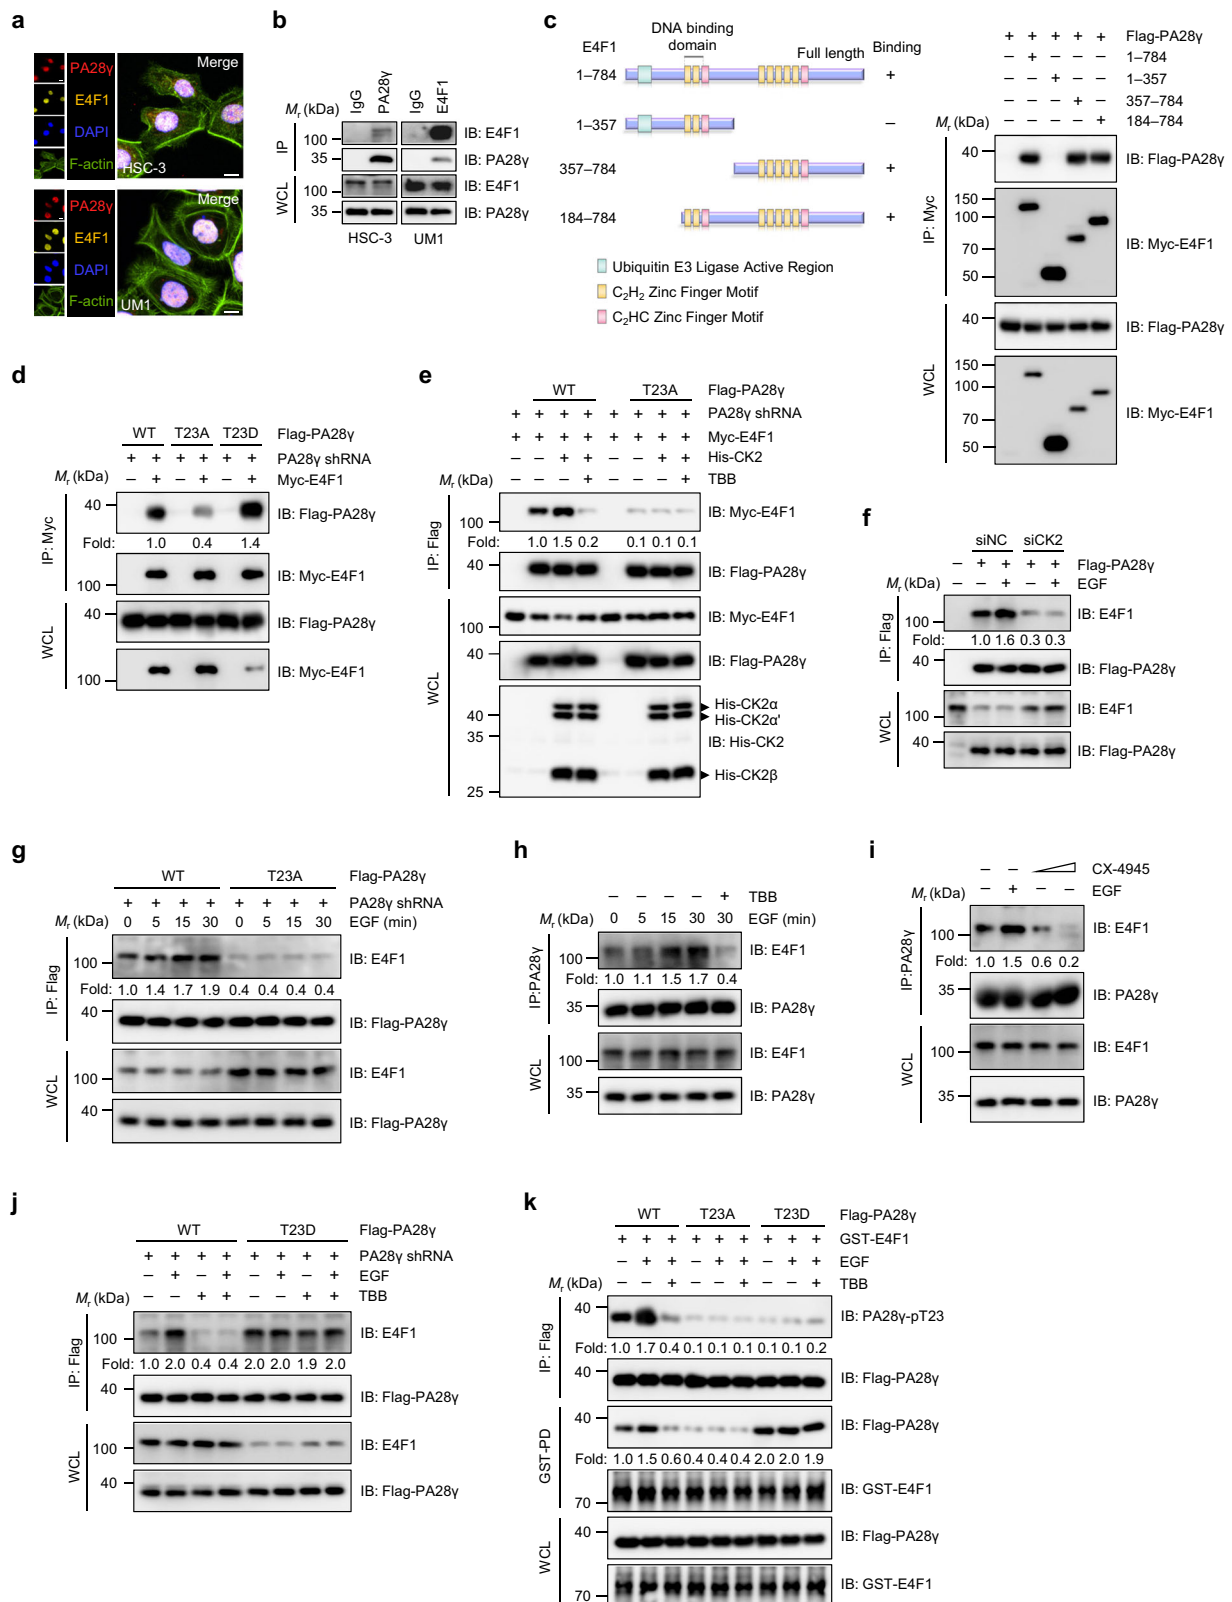 a
PA28γ
E4F1
DAPI
F-actin
Merge
HSC-3
PA28γ
E4F1
DAPI
F-actin
Merge
UM1
b
IgG PA28γ IgG E4F1
Mr (kDa)
IP
100 IB: E4F1
35 IB: PA28γ
WCL
100 IB: E4F1
35 IB: PA28γ
HSC-3 UM1
c
DNA binding
domain
E4F1 Full length Binding
1–784 +
1–357 –
357–784 +
184–784 +
Ubiquitin E3 Ligase Active Region
C2H2 Zinc Finger Motif
C2HC Zinc Finger Motif
+ + + + + Flag-PA28γ
– + – – – 1–784
– – + – – 1–357
– – – + – 357–784
– – – – + 184–784
Mr (kDa)
IP: Myc
40 IB: Flag-PA28γ
150
100
70
50
IB: Myc-E4F1
WCL
40 IB: Flag-PA28γ
150
100
70
50
IB: Myc-E4F1
d
WT T23A T23D Flag-PA28γ
+ + + + + + PA28γ shRNA
– + – + – + Myc-E4F1
Mr (kDa)
IP: Myc
40 IB: Flag-PA28γ
Fold: 1.0 0.4 1.4
100 IB: Myc-E4F1
WCL
40 IB: Flag-PA28γ
100 IB: Myc-E4F1
e
WT T23A Flag-PA28γ
+ + + + + + + + PA28γ shRNA
+ + + + + + + + Myc-E4F1
– – + + – – + + His-CK2
– – – + – – – + TBB
Mr (kDa)
IP: Flag
100 IB: Myc-E4F1
Fold: 1.0 1.5 0.2 0.1 0.1 0.1
40 IB: Flag-PA28γ
WCL
100 IB: Myc-E4F1
40 IB: Flag-PA28γ
His-CK2α
40 His-CK2α'
35 IB: His-CK2
His-CK2β
25
f
siNC siCK2
– + + + + Flag-PA28γ
– – + – + EGF
Mr (kDa)
IP: Flag
100 IB: E4F1
Fold: 1.0 1.6 0.3 0.3
40 IB: Flag-PA28γ
WCL
100 IB: E4F1
40 IB: Flag-PA28γ
g
WT T23A Flag-PA28γ
+ + + + + + + + PA28γ shRNA
Mr (kDa) 0 5 15 30 0 5 15 30 EGF (min)
IP: Flag
100 IB: E4F1
Fold: 1.0 1.4 1.7 1.9 0.4 0.4 0.4 0.4
40 IB: Flag-PA28γ
WCL
100 IB: E4F1
40 IB: Flag-PA28γ
h
– – – – + TBB
Mr (kDa) 0 5 15 30 30 EGF (min)
IP:PA28γ
100 IB: E4F1
Fold: 1.0 1.1 1.5 1.7 0.4
35 IB: PA28γ
WCL
100 IB: E4F1
35 IB: PA28γ
i
– – CX-4945
– + – – EGF
Mr (kDa)
IP:PA28γ
100 IB: E4F1
Fold: 1.0 1.5 0.6 0.2
35 IB: PA28γ
WCL
100 IB: E4F1
35 IB: PA28γ
j
WT T23D Flag-PA28γ
+ + + + + + + + PA28γ shRNA
– + – + – + – + EGF
– – + + – – + + TBB
Mr (kDa)
IP: Flag
100 IB: E4F1
Fold: 1.0 2.0 0.4 0.4 2.0 2.0 1.9 2.0
40 IB: Flag-PA28γ
WCL
100 IB: E4F1
40 IB: Flag-PA28γ
k
WT T23A T23D Flag-PA28γ
+ + + + + + + + + GST-E4F1
– + + – + + – + + EGF
– – + – – + – – + TBB
Mr (kDa)
IP: Flag
40 IB: PA28γ-pT23
Fold: 1.0 1.7 0.4 0.1 0.1 0.1 0.1 0.1 0.2
40 IB: Flag-PA28γ
GST-PD
40 IB: Flag-PA28γ
Fold: 1.0 1.5 0.6 0.4 0.4 0.4 2.0 2.0 1.9
70 IB: GST-E4F1
WCL
40 IB: Flag-PA28γ
70 IB: GST-E4F1